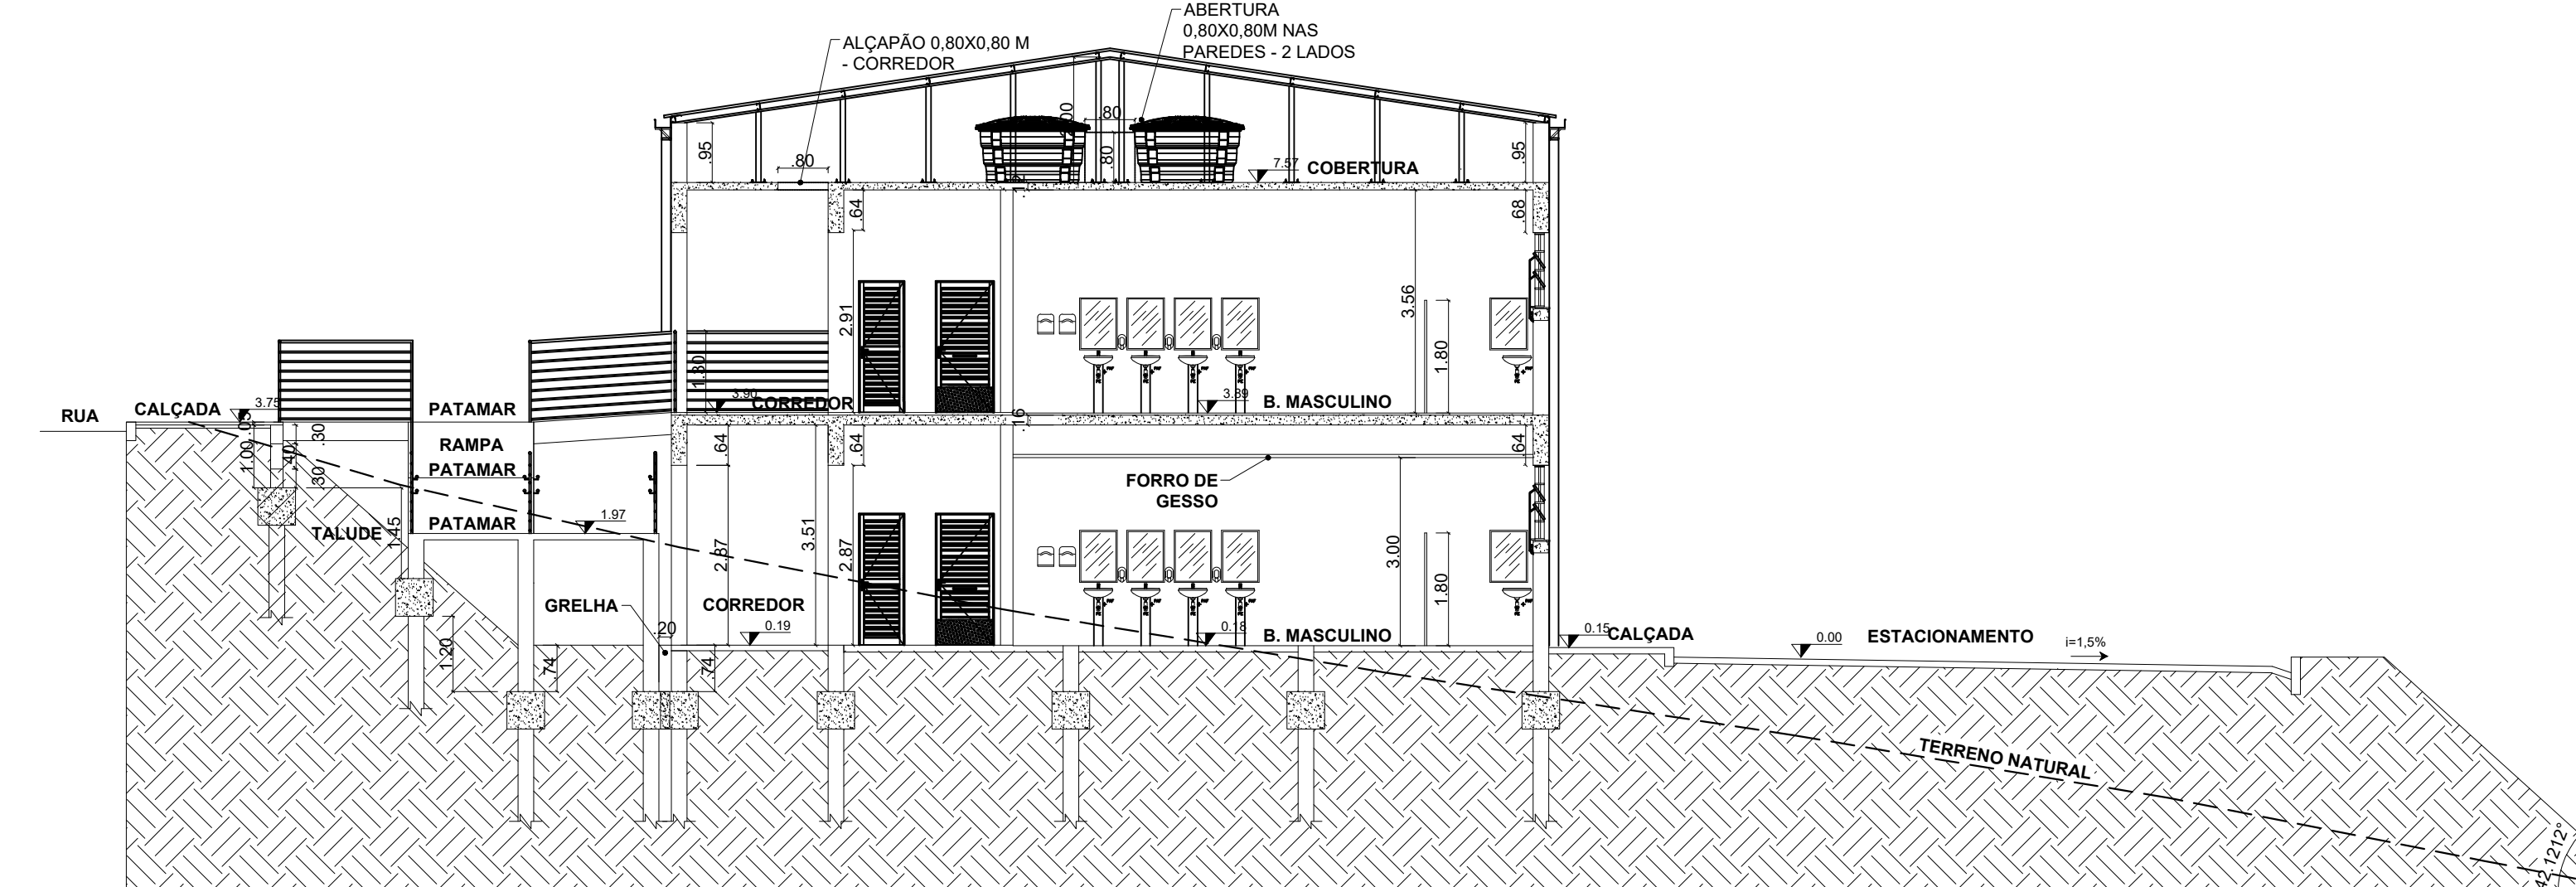 ABERTURA
0,80X0,80M NAS
PAREDES - 2 LADOS
ALÇAPÃO 0,80X0,80 M
- CORREDOR
.80
.95
.80
.80
.95
7.57
COBERTURA
.64
.68
2.91
3.56
1.80
3.75
3.90
CORREDOR
3.89
B. MASCULINO
RUA
CALÇADA
PATAMAR
.16
1.00
.05
.30
.40
.30
RAMPA
PATAMAR
.64
.64
.64
FORRO DE
GESSO
TALUDE
1.45
PATAMAR
1.97
2.87
3.51
2.87
3.00
1.80
GRELHA
.20
CORREDOR
0.19
0.18
B. MASCULINO
0.15
CALÇADA
0.00
ESTACIONAMENTO
i=1,5%
1.20
.74
.74
TERRENO NATURAL